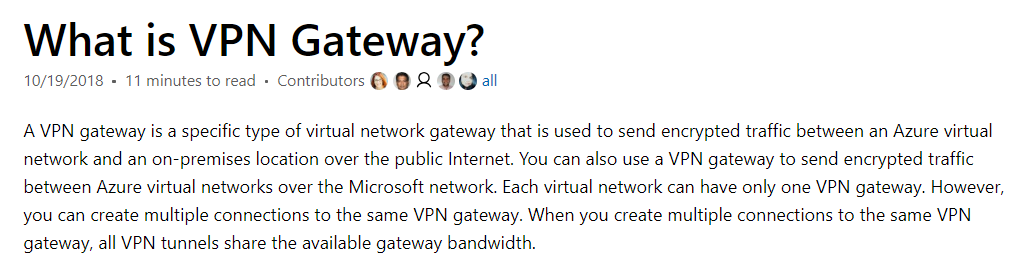 What is VPN Gateway?
10/19/2018 • 11 minutes to read • Contributors all
A VPN gateway is a specific type of virtual network gateway that is used to send encrypted traffic between an Azure virtual
network and an on-premises location over the public Internet. You can also use a VPN gateway to send encrypted traffic
between Azure virtual networks over the Microsoft network. Each virtual network can have only one VPN gateway. However,
you can create multiple connections to the same VPN gateway. When you create multiple connections to the same VPN
gateway, all VPN tunnels share the available gateway bandwidth.